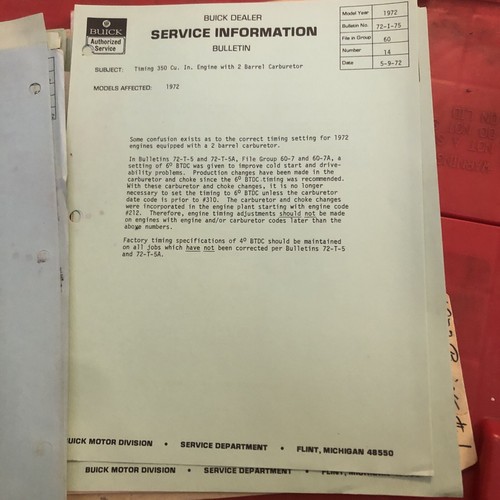 BUICK
Authorized
Service
BUICK DEALER
SERVICE INFORMATION
BULLETIN
Model Year 1972
Bulletin No. 72-I-75
File in Group 60
Number 14
Date 5-9-72
SUBJECT: Timing 350 Cu. In. Engine with 2 Barrel Carburetor
MODELS AFFECTED: 1972
Some confusion exists as to the correct timing setting for 1972
engines equipped with a 2 barrel carburetor.
In Bulletins 72-T-5 and 72-T-5A, File Group 60-7 and 60-7A, a
setting of 6º BTDC was given to improve cold start and drive-
ability problems. Production changes have been made in the
carburetor and choke since the 6º BTDC timing was recommended.
With these carburetor and choke changes, it is no longer
necessary to set the timing to 6º BTDC unless the carburetor
date code is prior to #310. The carburetor and choke changes
were incorporated in the engine plant starting with engine code
#212. Therefore, engine timing adjustments should not be made
on engines with engine and/or carburetor codes later than the
above numbers.
Factory timing specifications of 4º BTDC should be maintained
on all jobs which have not been corrected per Bulletins 72-T-5
and 72-T-5A.
UICK MOTOR DIVISION • SERVICE DEPARTMENT • FLINT, MICHIGAN 48550
BUICK MOTOR DIVISION • SERVICE DEPARTMENT • FLINT, MICHIGAN 48550